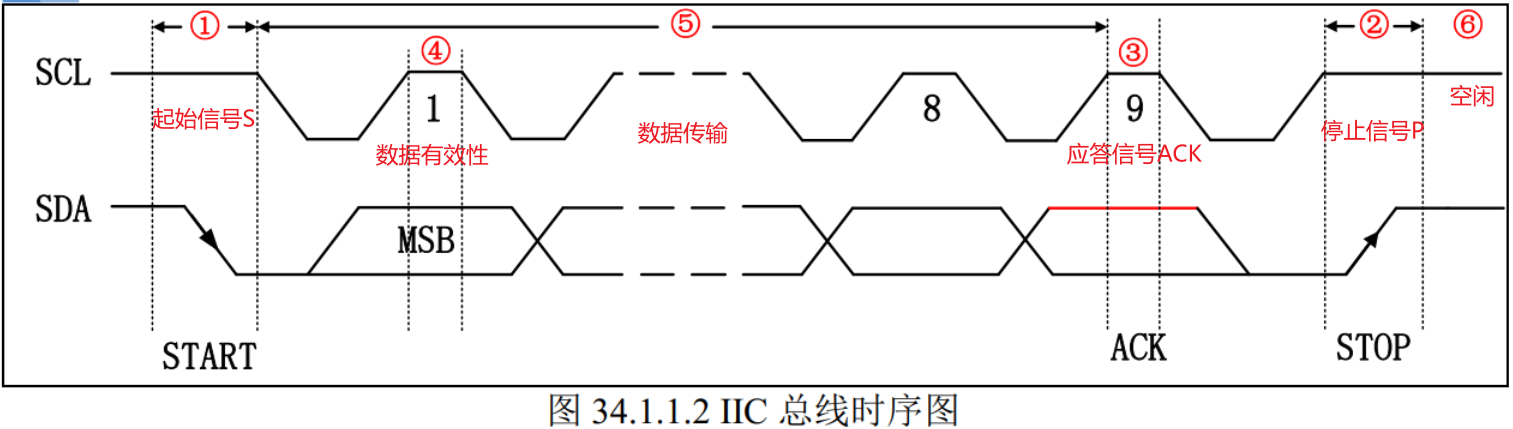 ① ⑤ ② ⑥
④ ③
SCL 1 8 9
起始信号S 数据有效性 数据传输 应答信号ACK 停止信号P 空闲
SDA MSB
START ACK STOP
图 34.1.1.2 IIC 总线时序图